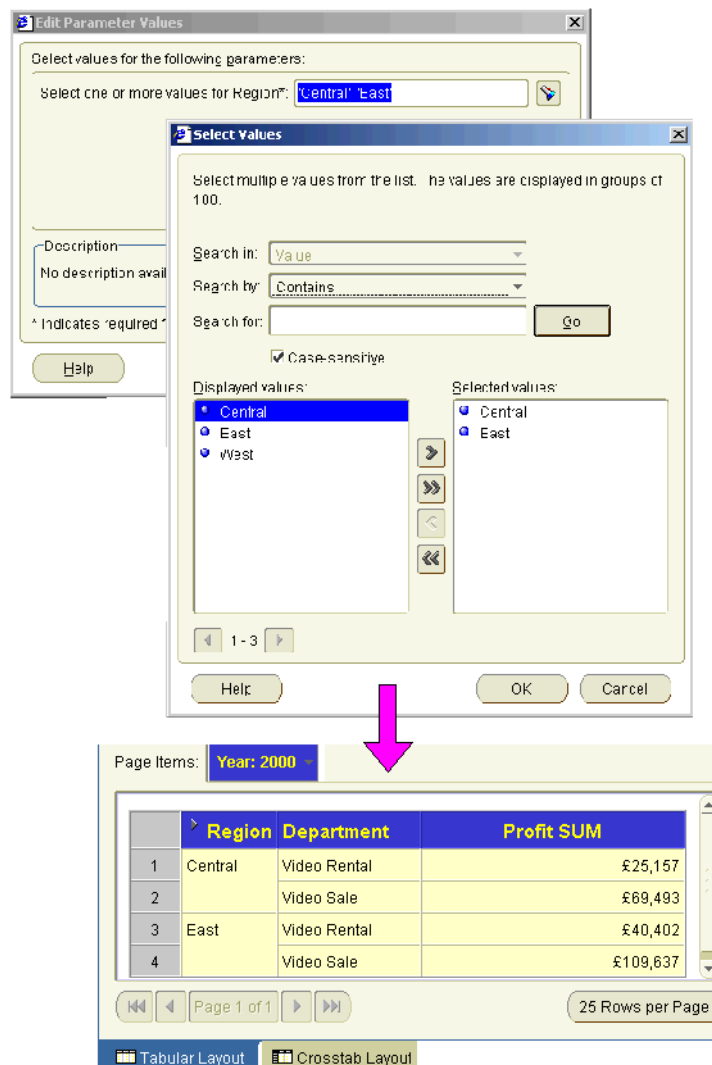 Edit Parameter Values
Select values for the following parameters:
Select one or more values for Region*: 'Central' 'East'
Select Values
Select multiple values from the list. The values are displayed in groups of
100.
Description
No description avail
Search in: Value
Search by: Contains
Search for: Go
* Indicates required f
Case-sensitive
Help
Displayed values: Selected values:
Central Central
East East
West
1 - 3
Help OK Cancel
Page Items: Year: 2000
Region Department Profit SUM
1 Central Video Rental £25,157
2 Video Sale £69,493
3 East Video Rental £40,402
4 Video Sale £109,637
Page 1 of 1 25 Rows per Page
Tabular Layout Crosstab Layout